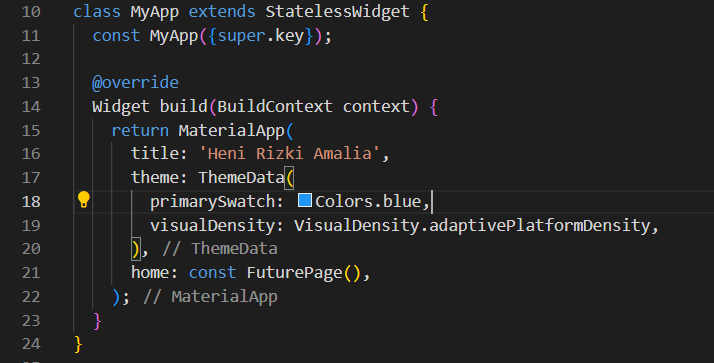 10 class MyApp extends StatelessWidget {
11   const MyApp({super.key});
12
13   @override
14   Widget build(BuildContext context) {
15     return MaterialApp(
16       title: 'Heni Rizki Amalia',
17       theme: ThemeData(
18         primarySwatch: Colors.blue,
19         visualDensity: VisualDensity.adaptivePlatformDensity,
20       ), // ThemeData
21       home: const FuturePage(),
22     ); // MaterialApp
23   }
24 }